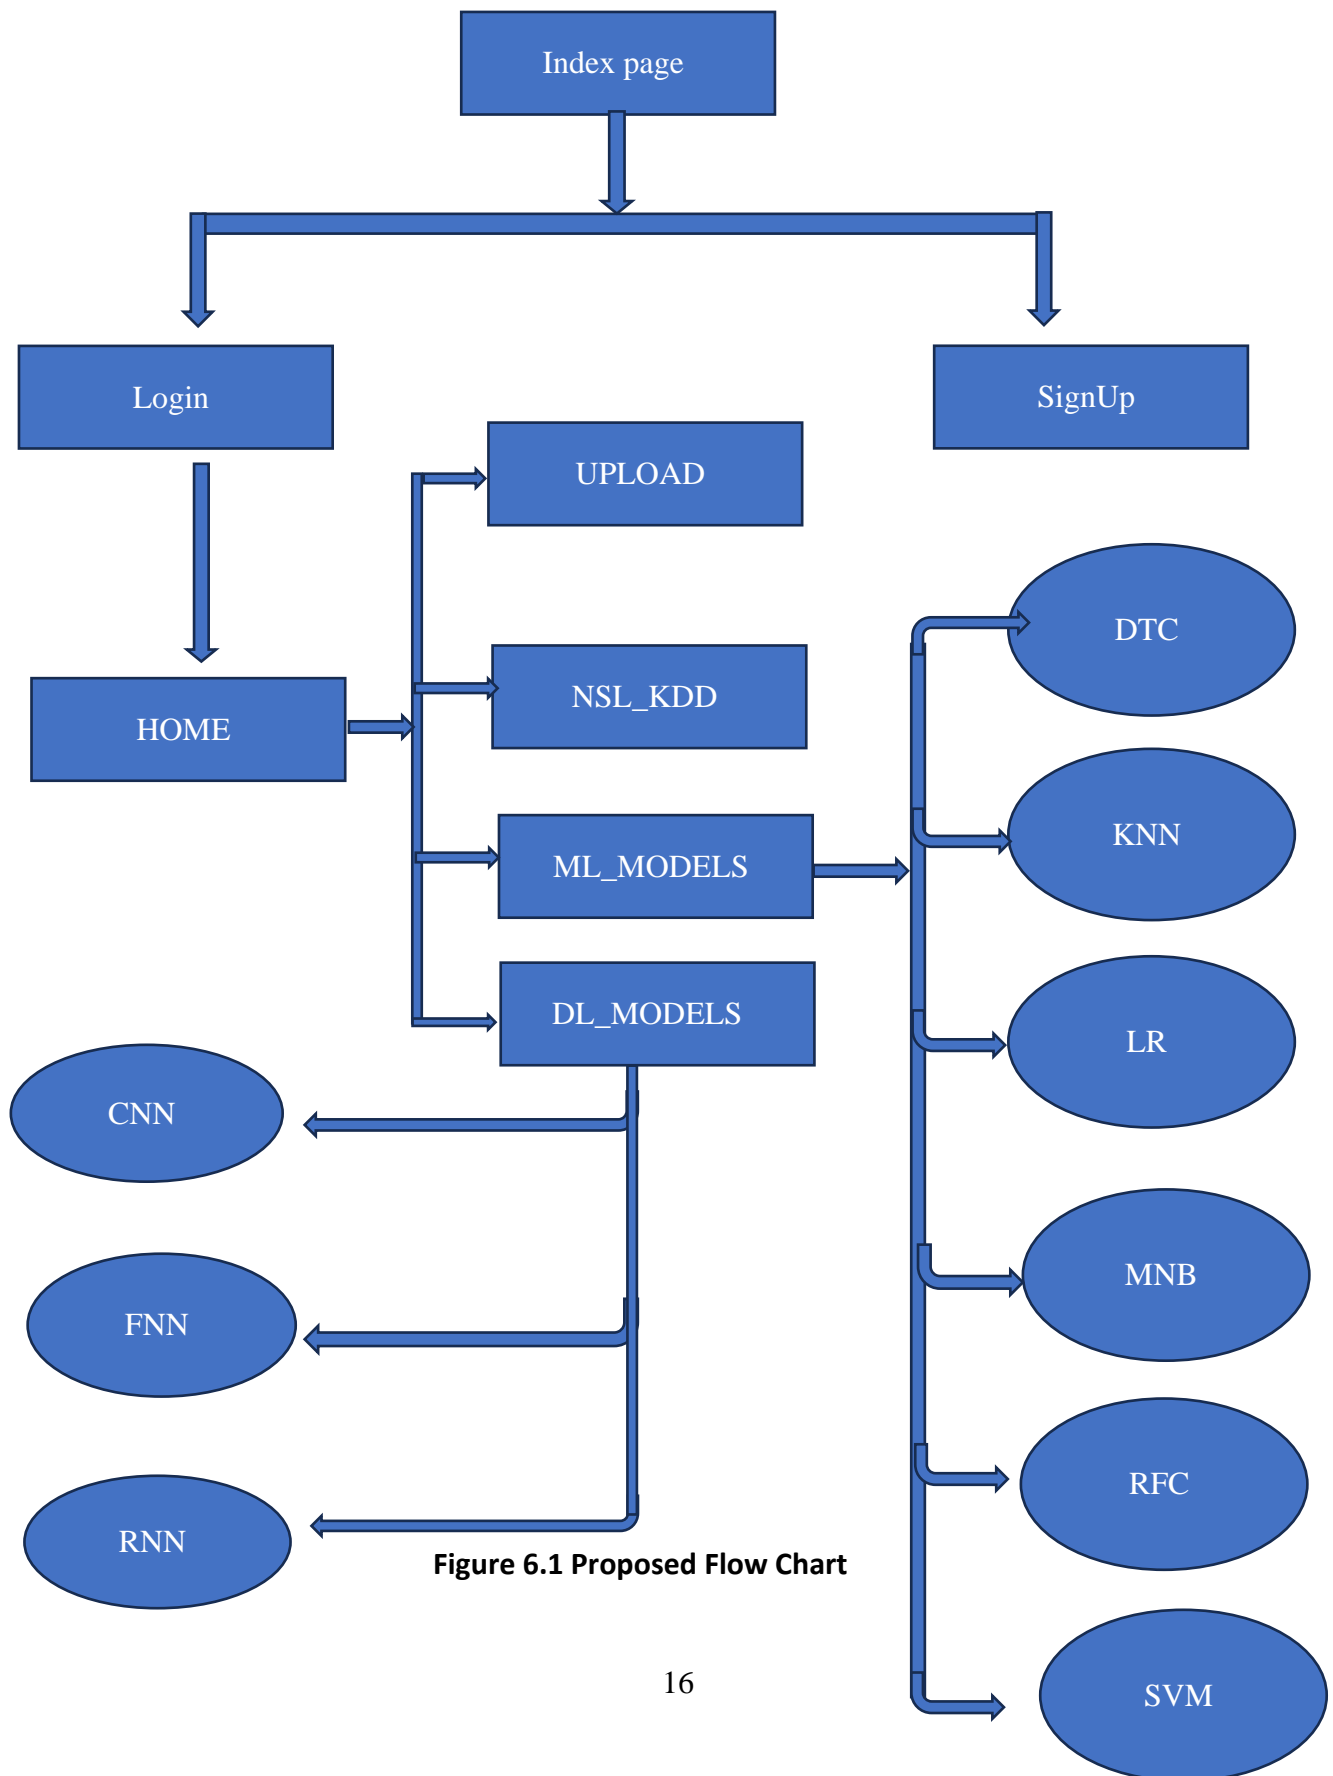 Index page
Login
SignUp
UPLOAD
HOME
NSL_KDD
ML_MODELS
DL_MODELS
DTC
KNN
LR
MNB
RFC
SVM
CNN
FNN
RNN
Figure 6.1 Proposed Flow Chart
16